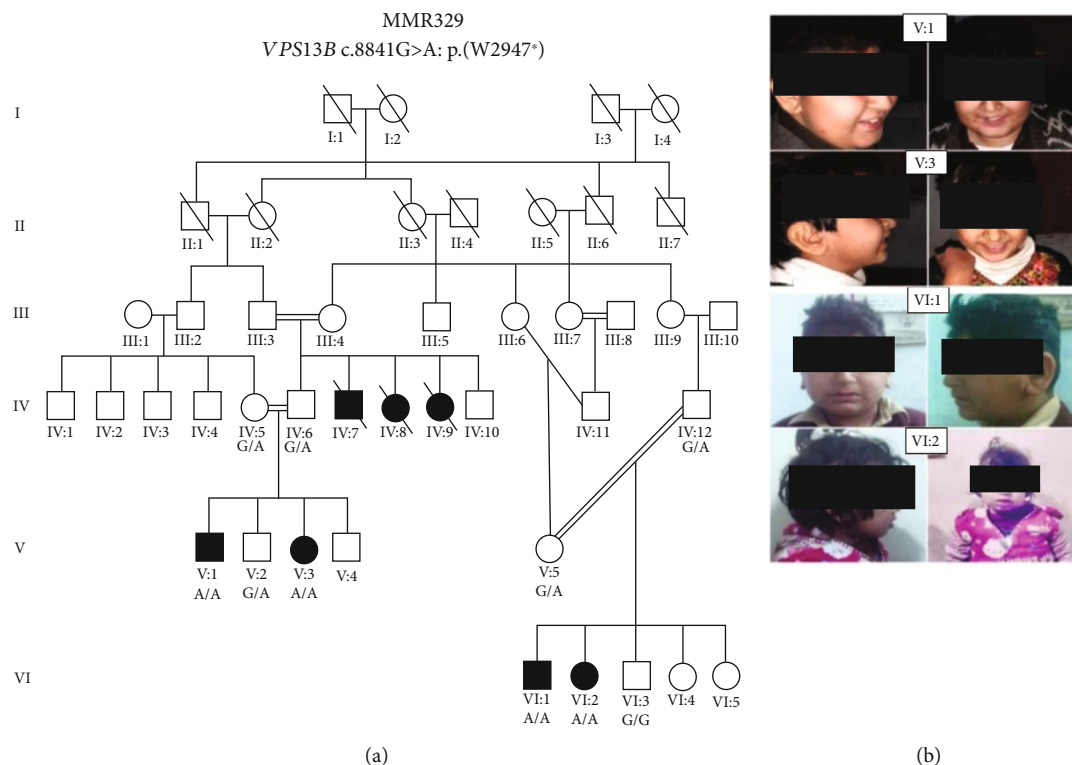 MMR329
VPS13B c.8841G>A: p.(W2947*)
I
I:1 I:2 I:3 I:4
II
II:1 II:2 II:3 II:4 II:5 II:6 II:7
III
III:1 III:2 III:3 III:4 III:5 III:6 III:7 III:8 III:9 III:10
IV
IV:1 IV:2 IV:3 IV:4 IV:5 IV:6 IV:7 IV:8 IV:9 IV:10 IV:11 IV:12
G/A G/A G/A
V
V:1 V:2 V:3 V:4 V:5
A/A G/A A/A G/A
VI
VI:1 VI:2 VI:3 VI:4 VI:5
A/A A/A G/G
(a)
V:1
V:3
VI:1
VI:2
(b)